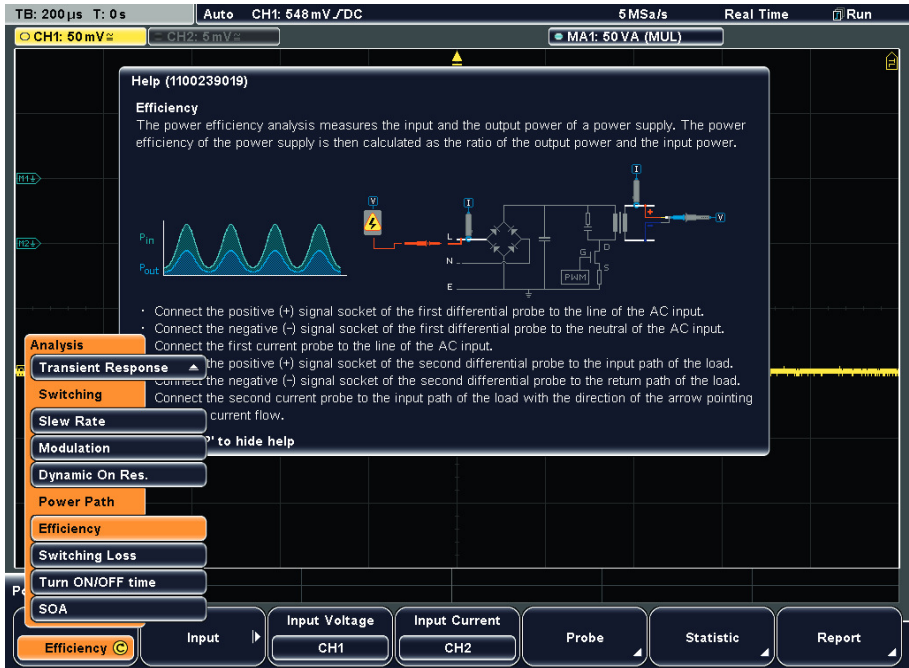 TB: 200 µs T: 0 s Auto CH1: 548 mV DC 5 MSa/s Real Time Run
CH1: 50 mV CH2: 5 mV MA1: 50 VA (MUL)
Help (1100239019)
Efficiency
The power efficiency analysis measures the input and the output power of a power supply. The power
efficiency of the power supply is then calculated as the ratio of the output power and the input power.
I
V I V
M1
L
Pin
M2
G D
N
Pout
S
PWM
E
· Connect the positive (+) signal socket of the first differential probe to the line of the AC input.
· Connect the negative (-) signal socket of the first differential probe to the neutral of the AC input.
Connect the first current probe to the line of the AC input.
the positive (+) signal socket of the second differential probe to the input path of the load.
Connect the negative (-) signal socket of the second differential probe to the return path of the load.
Connect the second current probe to the input path of the load with the direction of the arrow pointing
current flow.
' to hide help
Analysis
Transient Response
Switching
Slew Rate
Modulation
Dynamic On Res.
Power Path
Efficiency
Switching Loss
Turn ON/OFF time
SOA
Efficiency C
Input
Input Voltage
CH1
Input Current
CH2
Probe
Statistic
Report